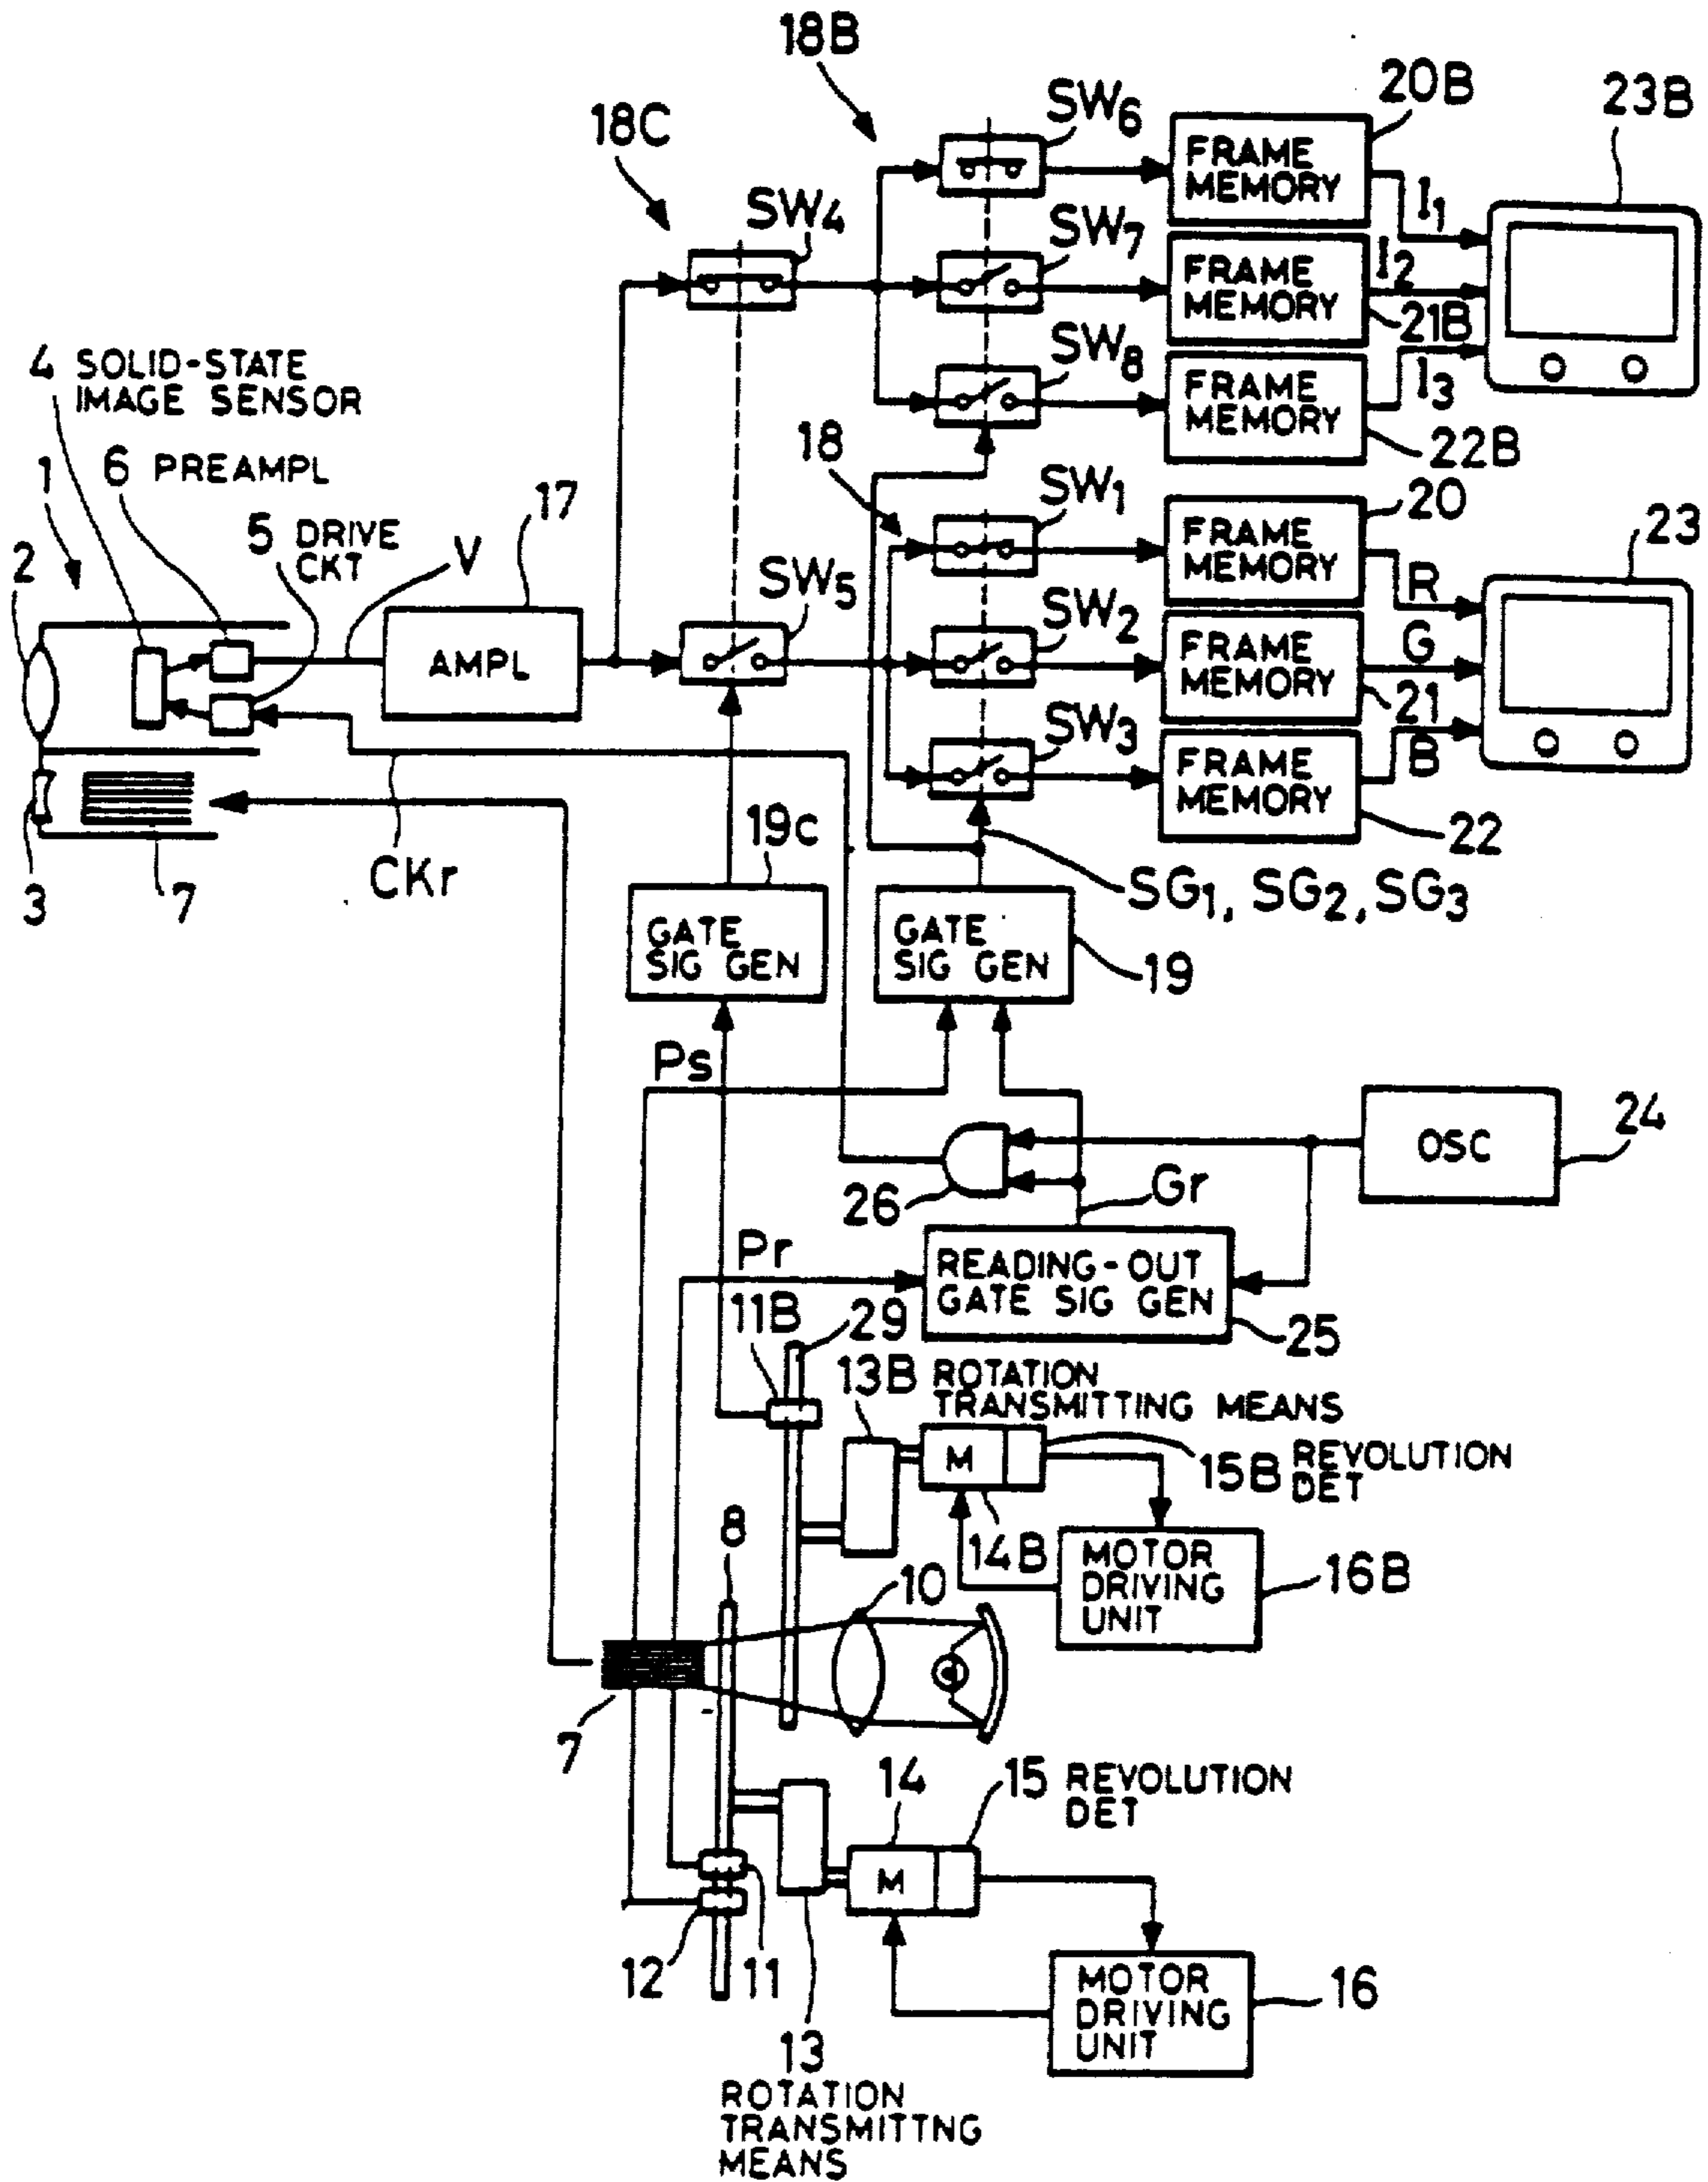 18B
SW6
20B
23B
18C
FRAME
MEMORY
SW4
I1
SW7
FRAME
MEMORY
I2
21B
4 SOLID-STATE
IMAGE SENSOR
SW8
FRAME
MEMORY
I3
22B
1
6 PREAMPL
18
SW1
20
17
5 DRIVE
CKT
V
FRAME
MEMORY
23
2
SW5
R
SW2
AMPL
FRAME
MEMORY
G
21
SW3
B
FRAME
MEMORY
22
3
7
CKr
19c
SG1, SG2, SG3
GATE
SIG GEN
GATE
SIG GEN
19
Ps
OSC
24
26
Gr
Pr
READING-OUT
GATE SIG GEN
25
11B
29
13B ROTATION
TRANSMITTING MEANS
M
15B REVOLUTION
DET
8
14B
MOTOR
DRIVING
UNIT
16B
10
7
14
15 REVOLUTION
DET
M
12
11
MOTOR
DRIVING
UNIT
16
13
ROTATION
TRANSMITTNG
MEANS